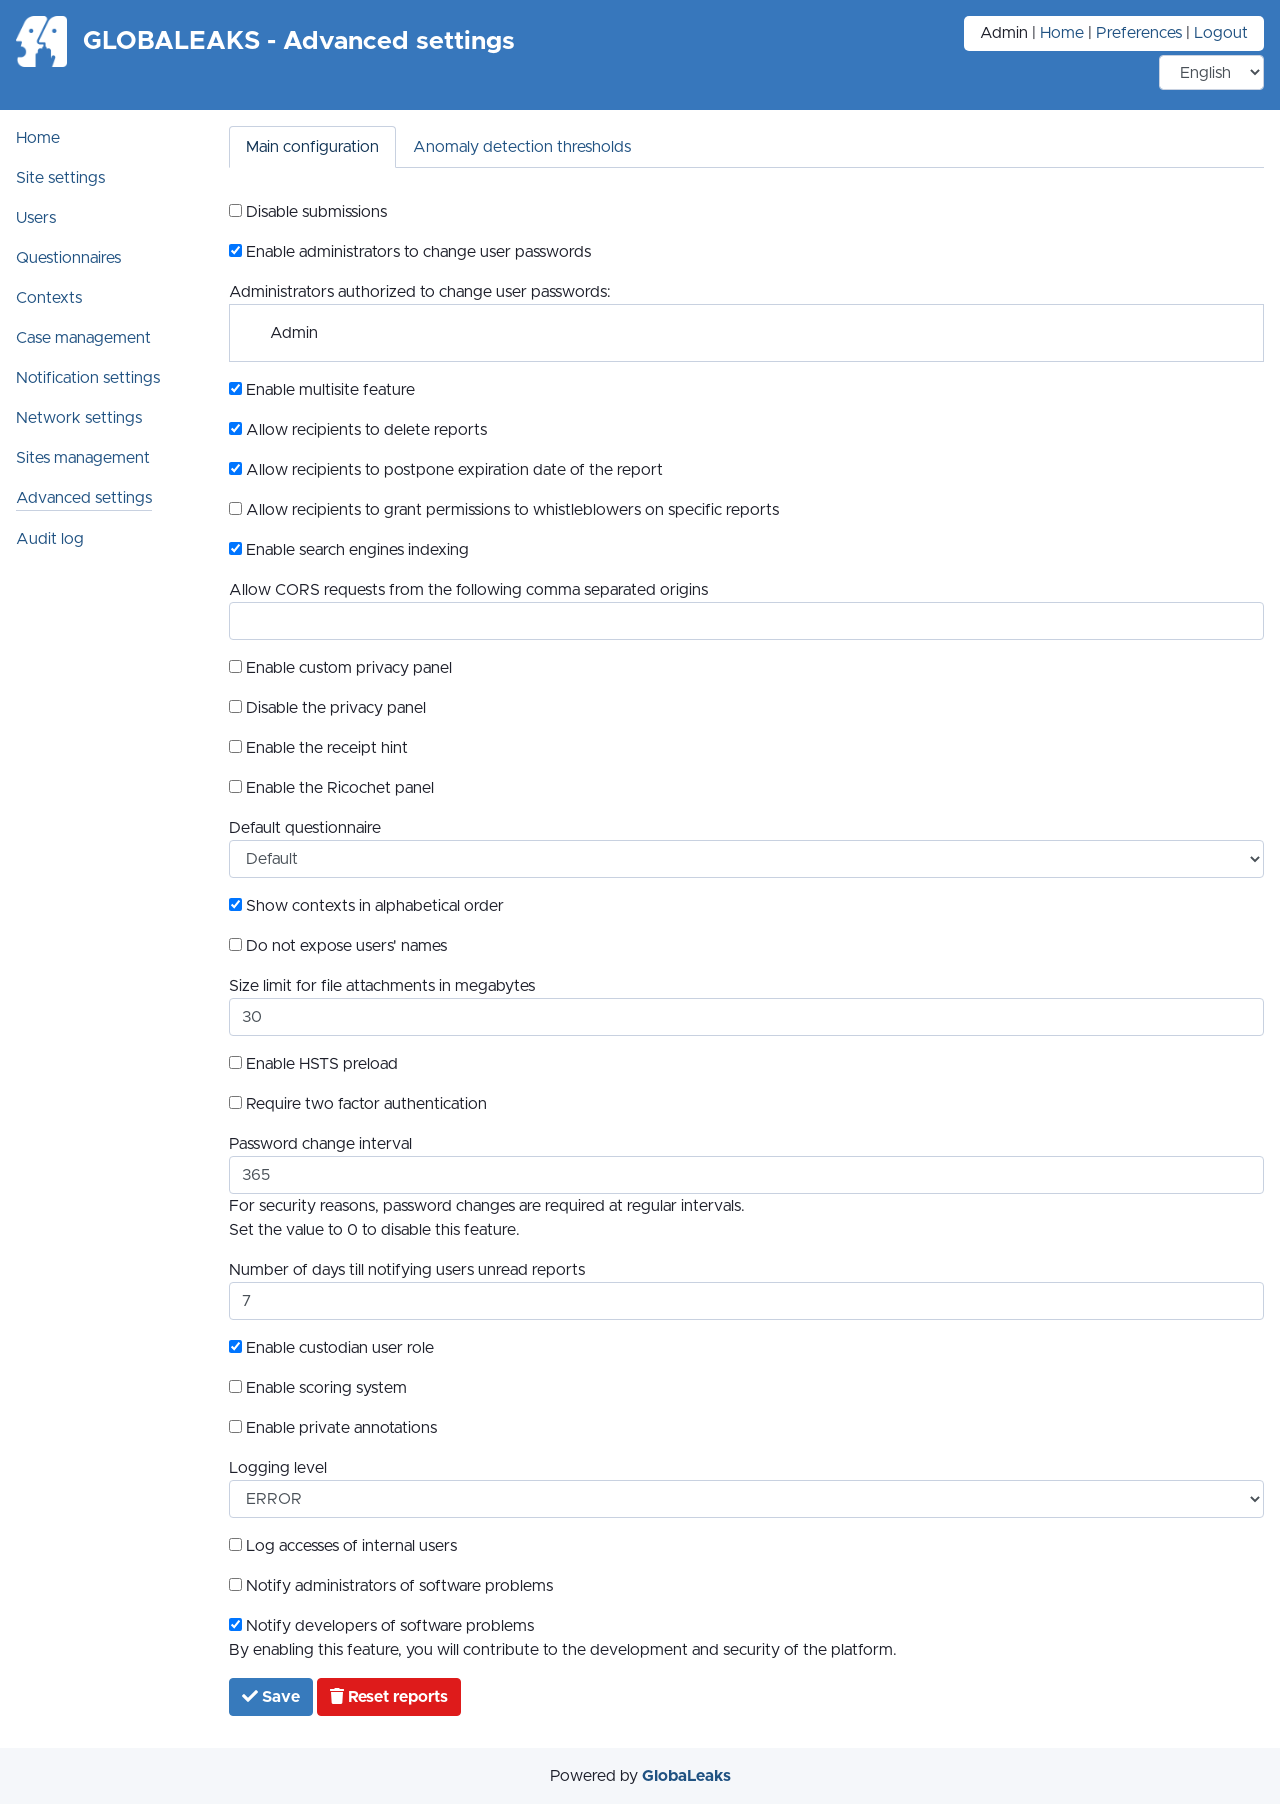 GLOBALEAKS - Advanced settings
Admin | Home | Preferences | Logout
English
Home
Site settings
Users
Questionnaires
Contexts
Case management
Notification settings
Network settings
Sites management
Advanced settings
Audit log
Main configuration
Anomaly detection thresholds
Disable submissions
Enable administrators to change user passwords
Administrators authorized to change user passwords:
Admin
Enable multisite feature
Allow recipients to delete reports
Allow recipients to postpone expiration date of the report
Allow recipients to grant permissions to whistleblowers on specific reports
Enable search engines indexing
Allow CORS requests from the following comma separated origins
Enable custom privacy panel
Disable the privacy panel
Enable the receipt hint
Enable the Ricochet panel
Default questionnaire
Default
Show contexts in alphabetical order
Do not expose users' names
Size limit for file attachments in megabytes
30
Enable HSTS preload
Require two factor authentication
Password change interval
365
For security reasons, password changes are required at regular intervals.
Set the value to 0 to disable this feature.
Number of days till notifying users unread reports
7
Enable custodian user role
Enable scoring system
Enable private annotations
Logging level
ERROR
Log accesses of internal users
Notify administrators of software problems
Notify developers of software problems
By enabling this feature, you will contribute to the development and security of the platform.
Save
Reset reports
Powered by GlobaLeaks